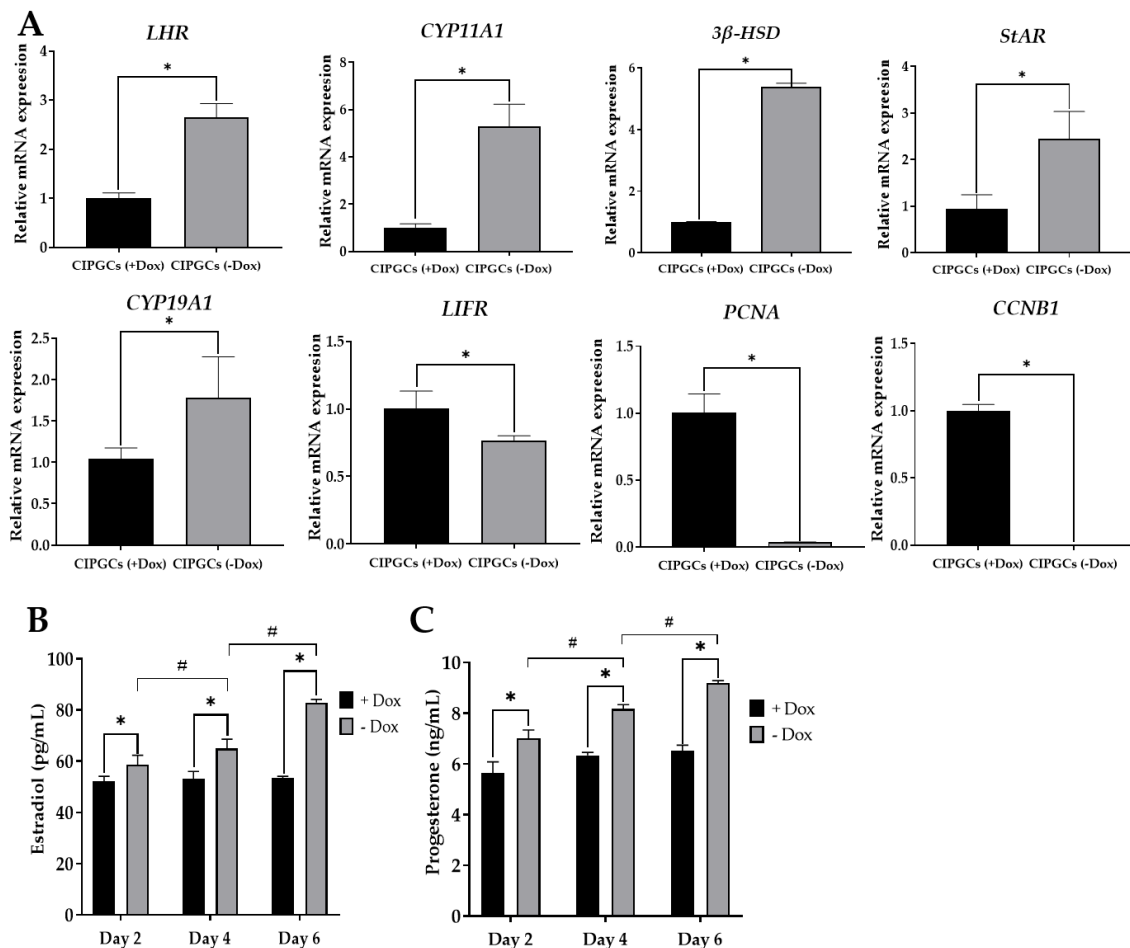 A
LHR
Relative mRNA expreesion
4
3
2
1
0
*
CIPGCs (+Dox) CIPGCs (-Dox)
CYP11A1
Relative mRNA expreesion
8
6
4
2
0
*
CIPGCs (+Dox) CIPGCs (-Dox)
3β-HSD
Relative mRNA expreesion
6
4
2
0
*
CIPGCs (+Dox) CIPGCs (-Dox)
StAR
Relative mRNA expreesion
4
3
2
1
0
*
CIPGCs (+Dox) CIPGCs (-Dox)
CYP19A1
Relative mRNA expreesion
2.5
2.0
1.5
1.0
0.5
0.0
*
CIPGCs (+Dox) CIPGCs (-Dox)
LIFR
Relative mRNA expreesion
1.5
1.0
0.5
0.0
*
CIPGCs (+Dox) CIPGCs (-Dox)
PCNA
Relative mRNA expreesion
1.5
1.0
0.5
0.0
*
CIPGCs (+Dox) CIPGCs (-Dox)
CCNB1
Relative mRNA expreesion
1.5
1.0
0.5
0.0
*
CIPGCs (+Dox) CIPGCs (-Dox)
B
Estradiol (pg/mL)
100
80
60
40
20
0
#
#
*
*
*
+ Dox
- Dox
Day 2 Day 4 Day 6
C
Progesterone (ng/mL)
10
8
6
4
2
0
#
#
*
*
*
+ Dox
- Dox
Day 2 Day 4 Day 6